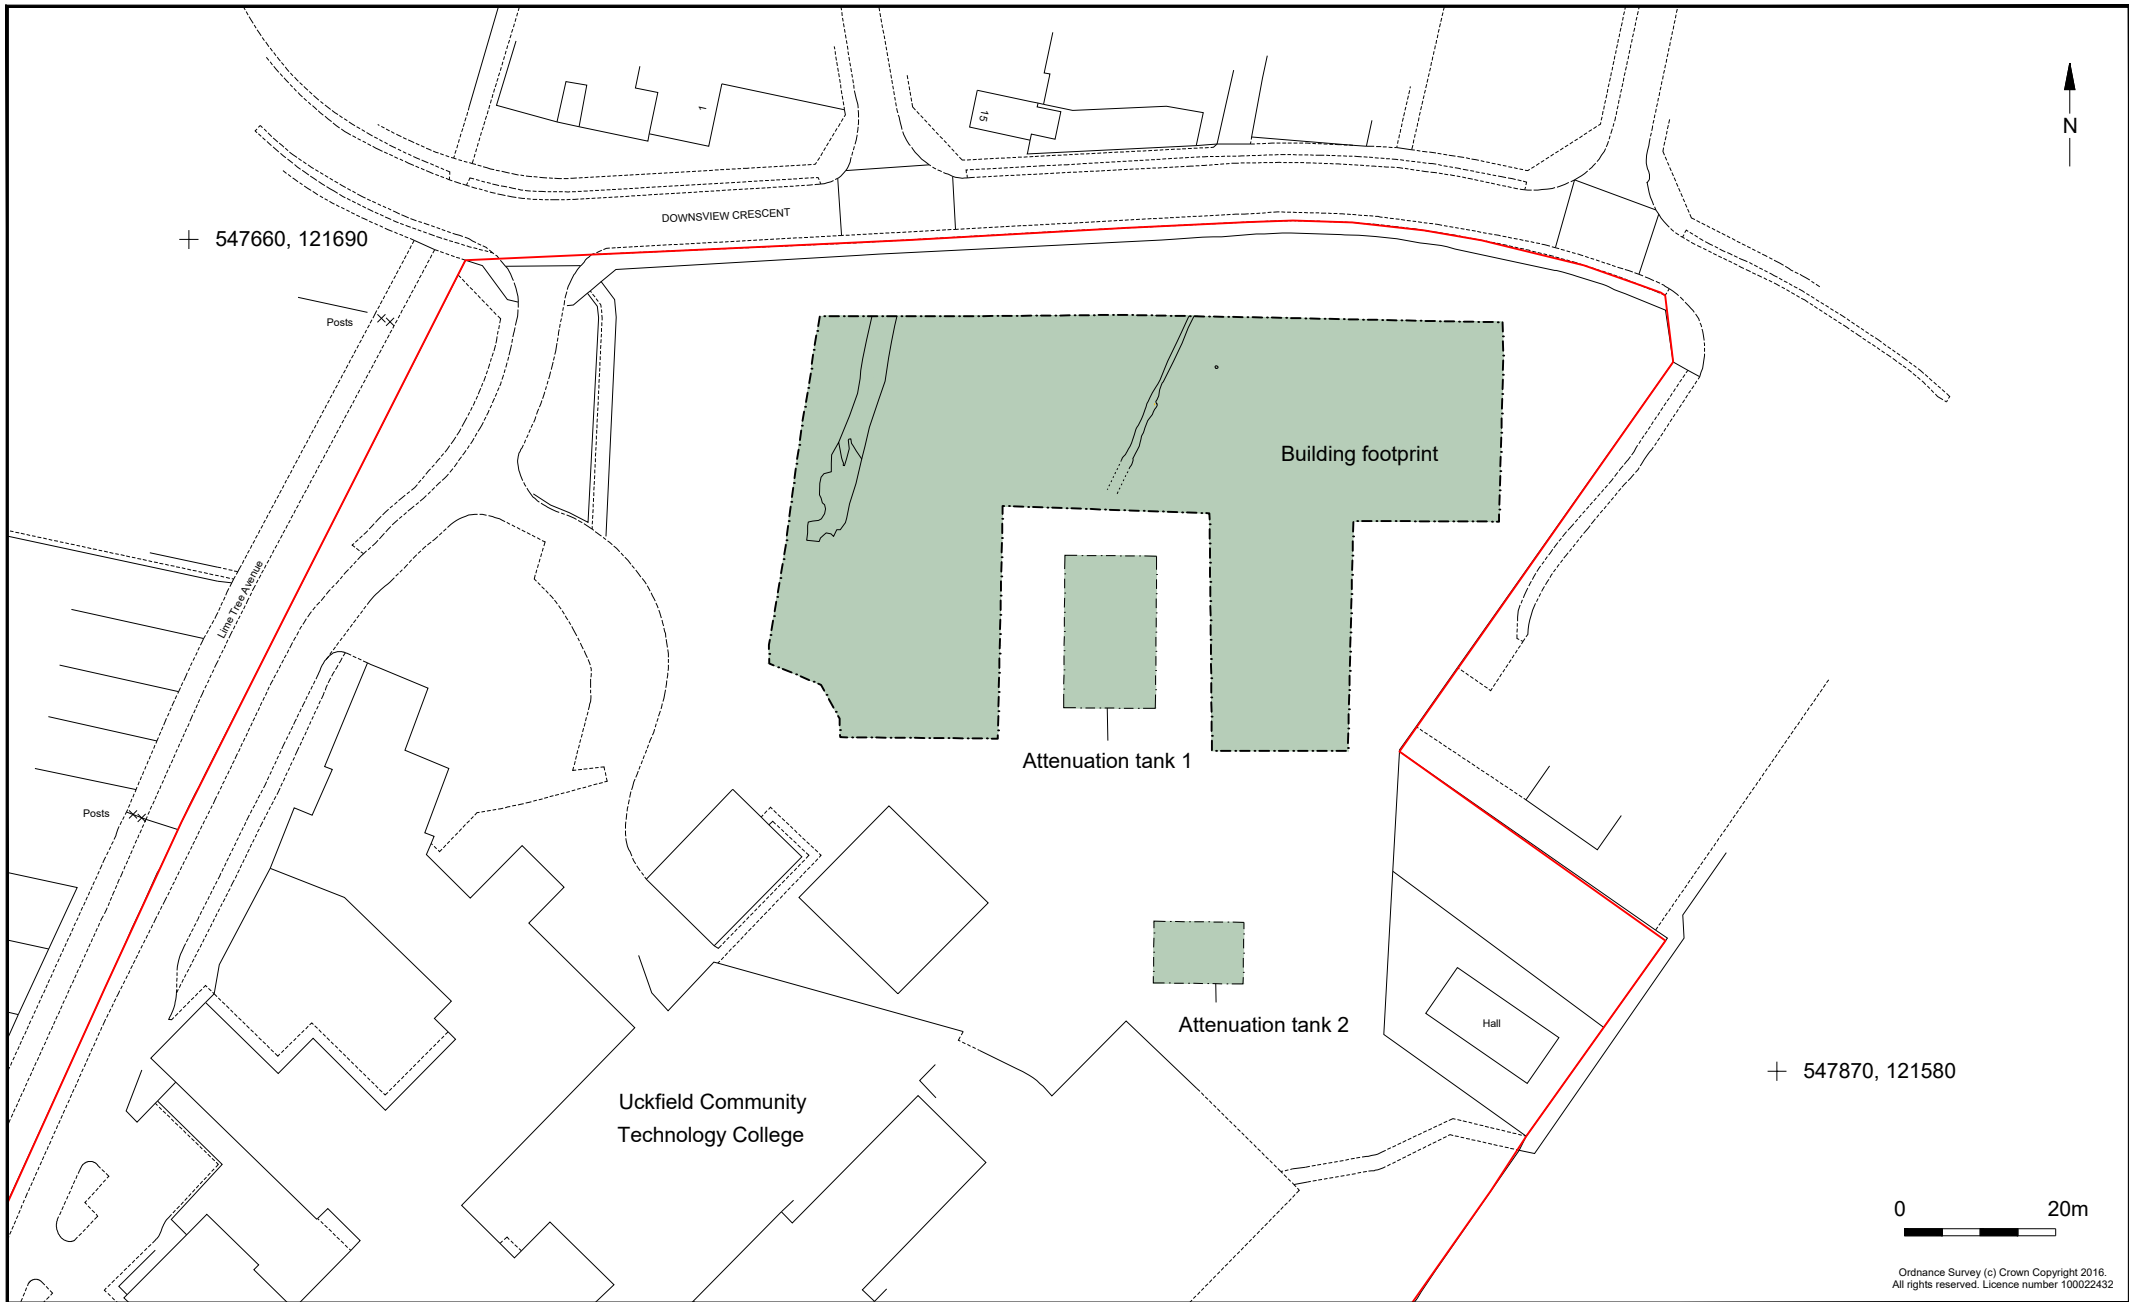 1
15
N
DOWNSVIEW CRESCENT
547660, 121690
Posts
Building footprint
Lime Tree Avenue
Attenuation tank 1
Posts
Attenuation tank 2
Hall
547870, 121580
Uckfield Community
Technology College
0 20m
Ordnance Survey (c) Crown Copyright 2016.
All rights reserved. Licence number 100022432